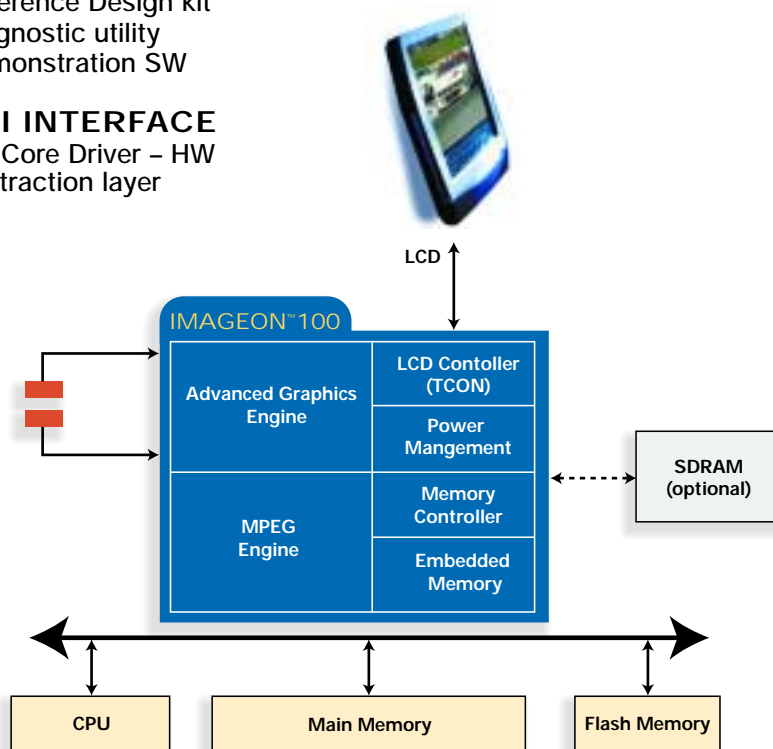 erence Design kit
gnostic utility
monstration SW
I INTERFACE
Core Driver – HW
traction layer
LCD
IMAGEON™100
Advanced Graphics
Engine
LCD Contoller
(TCON)
Power
Mangement
MPEG
Engine
Memory
Controller
Embedded
Memory
SDRAM
(optional)
CPU
Main Memory
Flash Memory